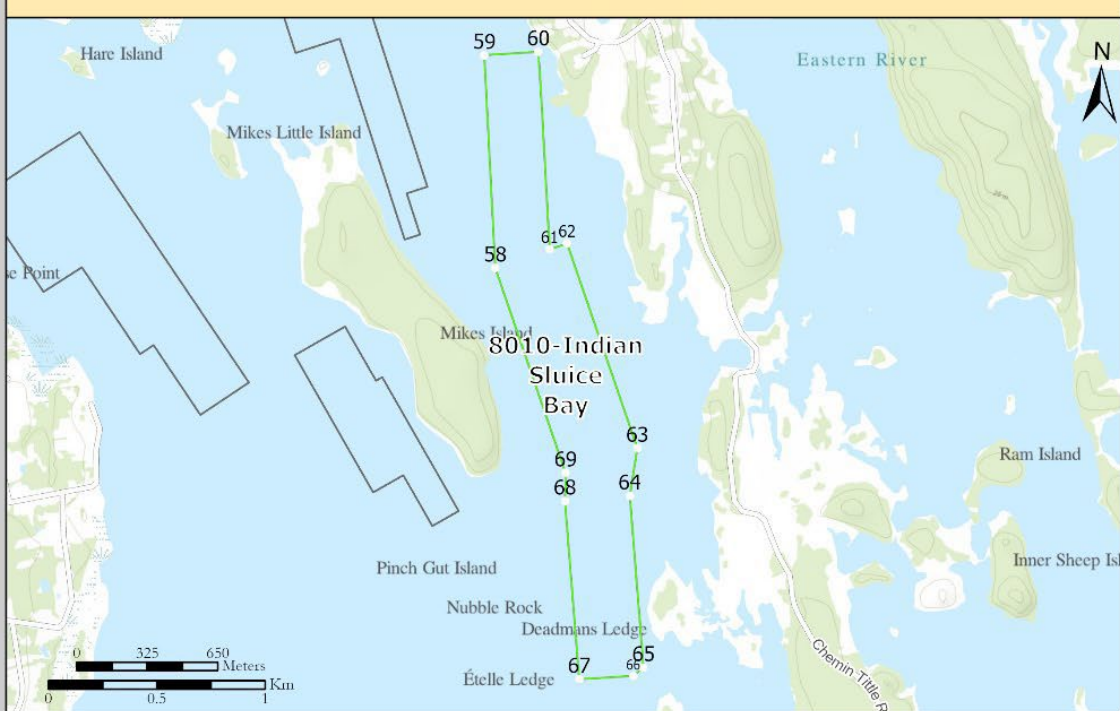 59
60
N
Hare Island
Eastern River
Mikes Little Island
61
62
58
se Point
Mikes Island
8010-Indian
Sluice
Bay
63
69
Ram Island
64
68
Inner Sheep Isl
Pinch Gut Island
Nubble Rock
Deadmans Ledge
65
66
67
Chemin Tittle R
Ételle Ledge
0 325 650
Meters
Km
0 0.5 1